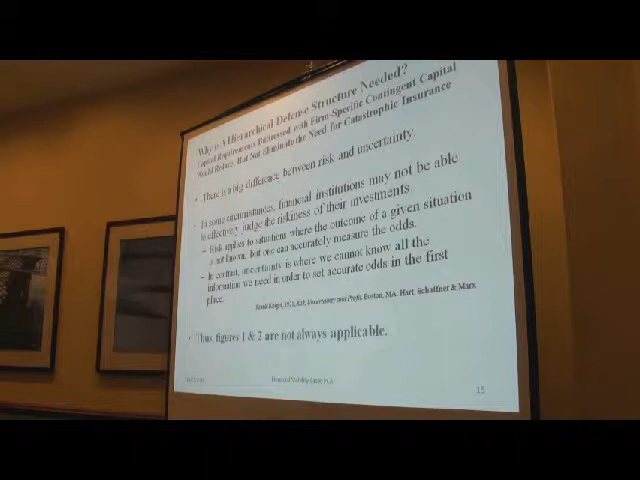 Why is A Hierarchical Defense Structure Needed?
Capital Requirements Buttressed with Firm-Specific Contingent Capital
Would Reduce, But Not Eliminate the Need for Catastrophic Insurance
• There is a big difference between risk and uncertainty.
• In some circumstances, financial institutions may not be able
to effectively judge the riskiness of their investments
– Risk applies to situations where the outcome of a given situation
is not known, but one can accurately measure the odds.
– In contrast, uncertainty is where we cannot know all the
information we need in order to set accurate odds in the first
place.
Frank Knight, 1921, Risk, Uncertainty and Profit. Boston, MA: Hart, Schaffner & Marx
• Thus, figures 1 & 2 are not always applicable.
15